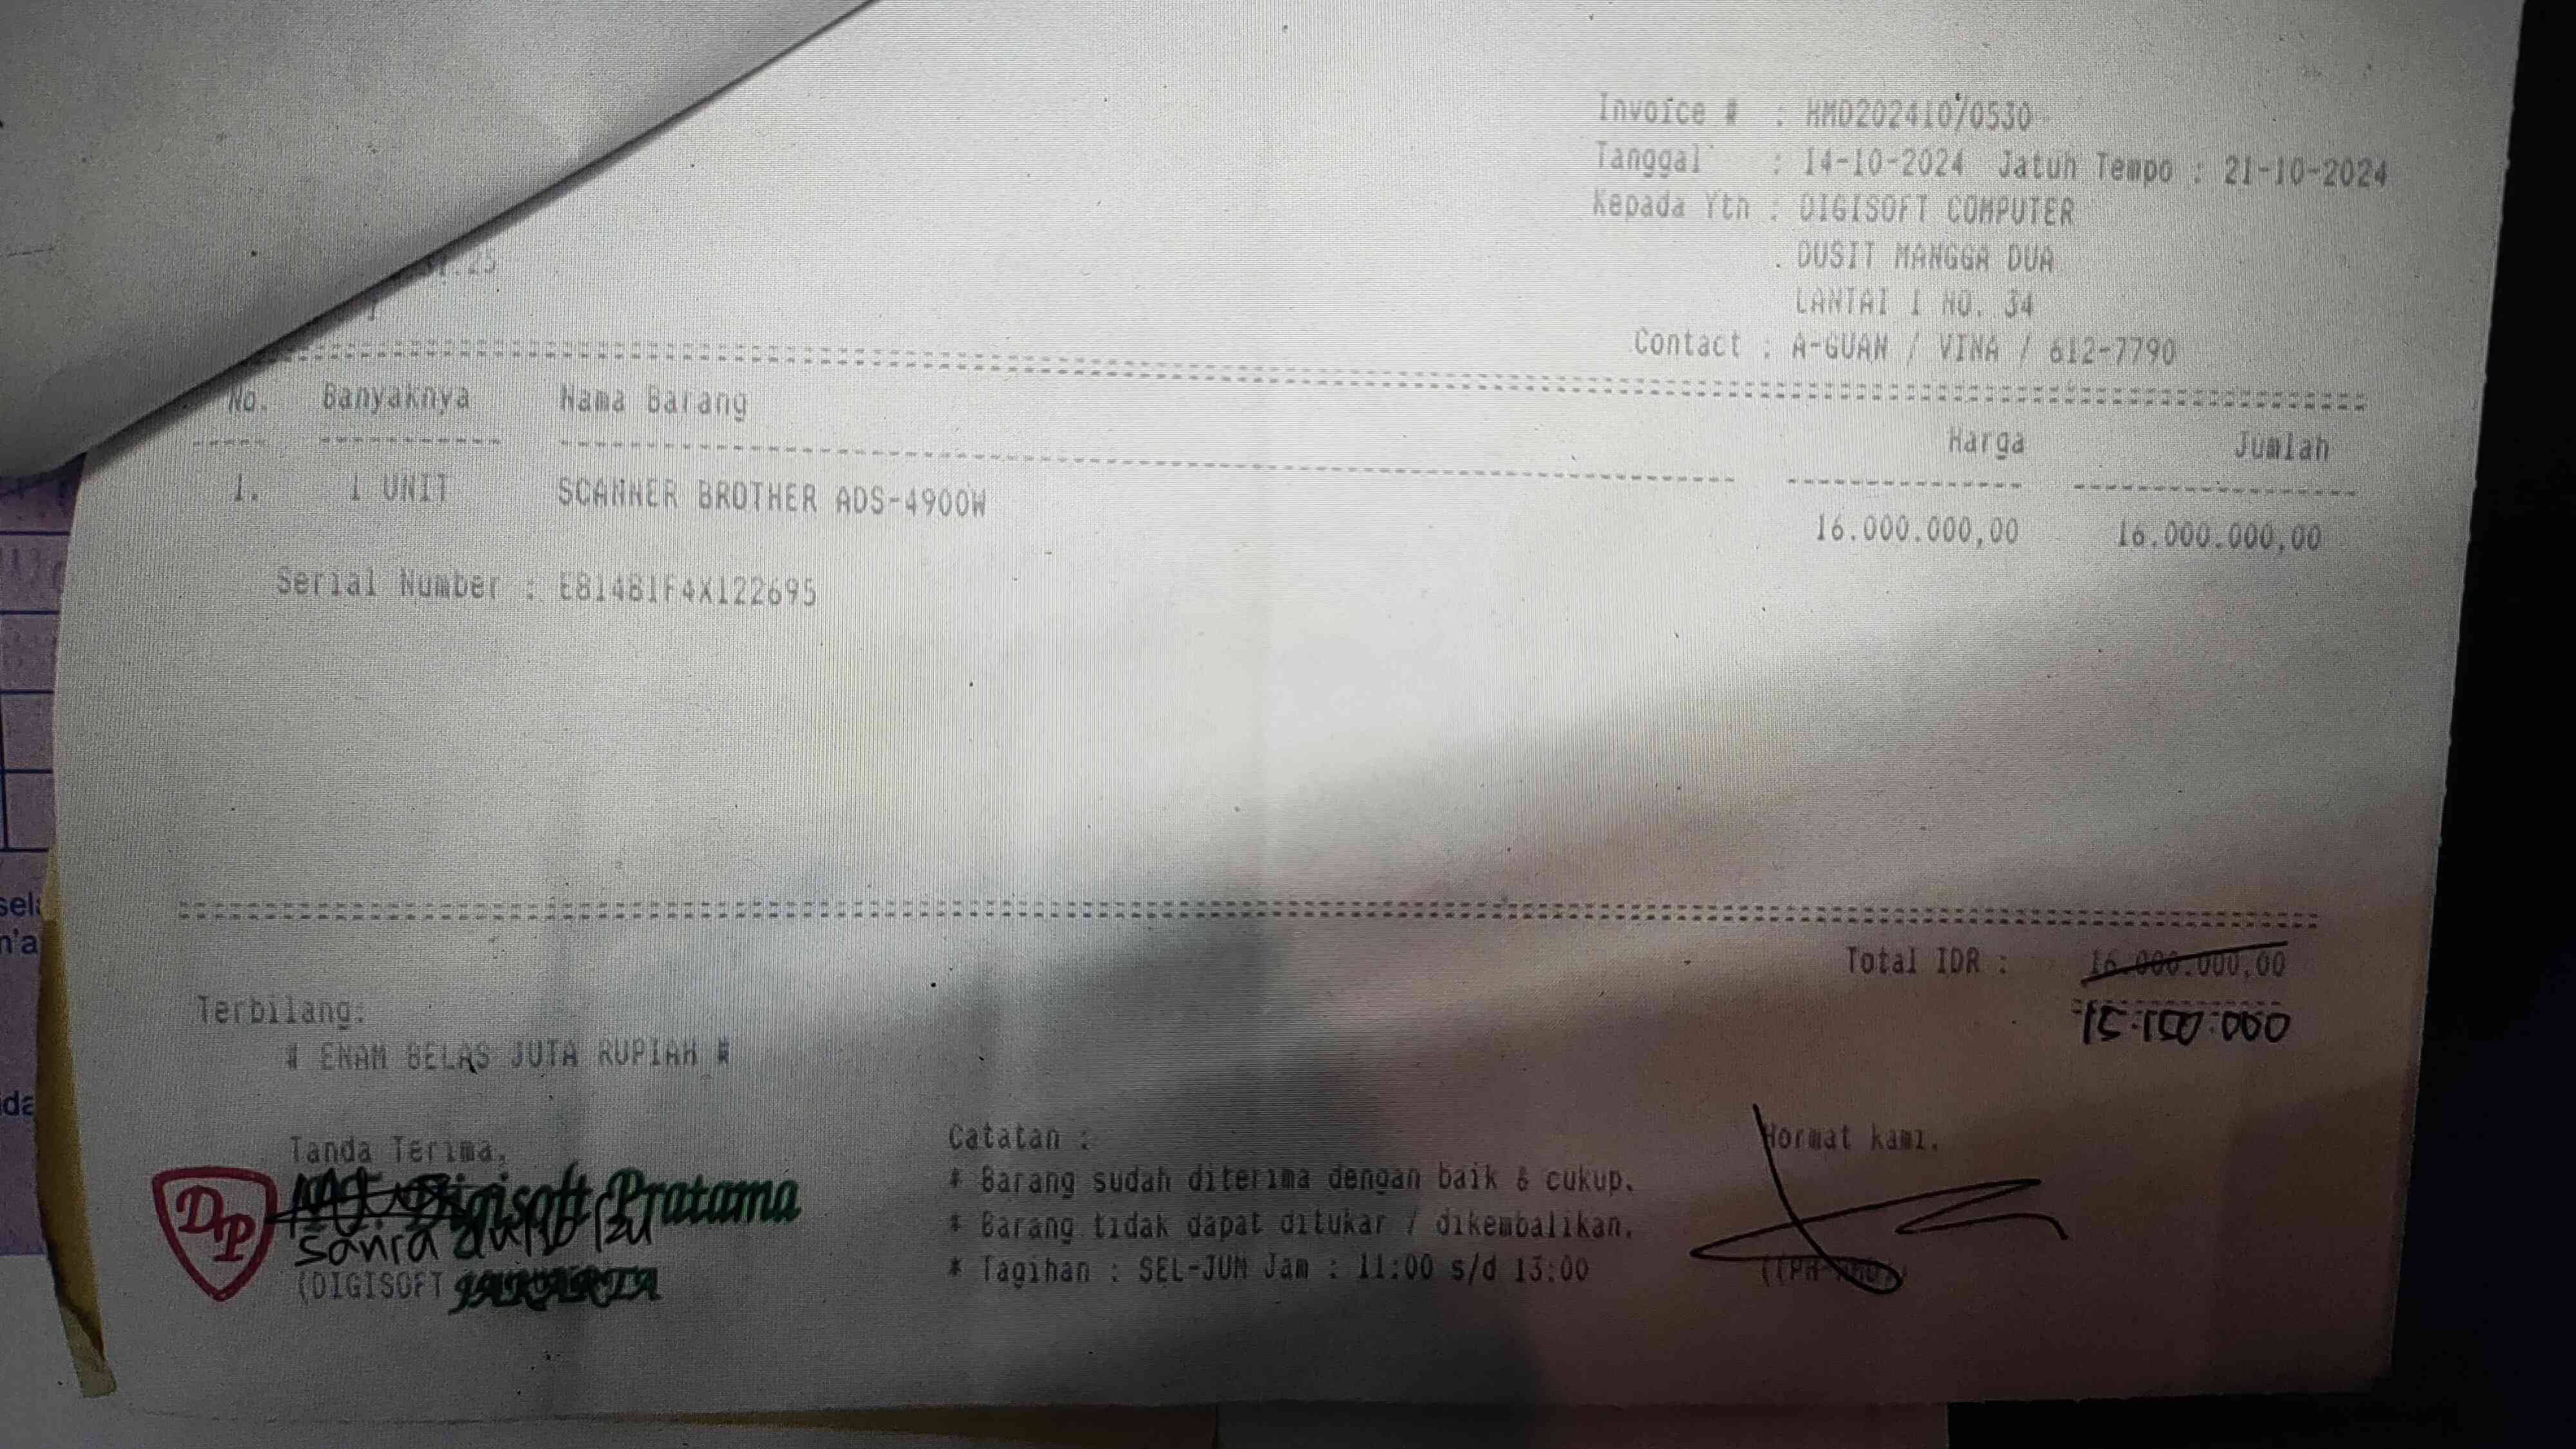 Invoice # : HMD202410/0530
Tanggal : 14-10-2024 Jatuh Tempo : 21-10-2024
Kepada Yth : DIGISOFT COMPUTER
DUSIT MANGGA DUA
LANTAI 1 NO. 34
Contact : A-GUAN / VINA / 612-7790
No. Banyaknya Nama Barang Harga Jumlah
1. 1 UNIT SCANNER BROTHER ADS-4900W 16.000.000,00 16.000.000,00
Serial Number : E81481F4X122695
Total IDR : 16.000.000,00
Terbilang:
# ENAM BELAS JUTA RUPIAH #
Tanda Terima,
DP Digisoft Pratama
(DIGISOFT
Catatan :
* Barang sudah diterima dengan baik & cukup.
* Barang tidak dapat ditukar / dikembalikan.
* Tagihan : SEL-JUM Jam : 11:00 s/d 13:00
Hormat kami,